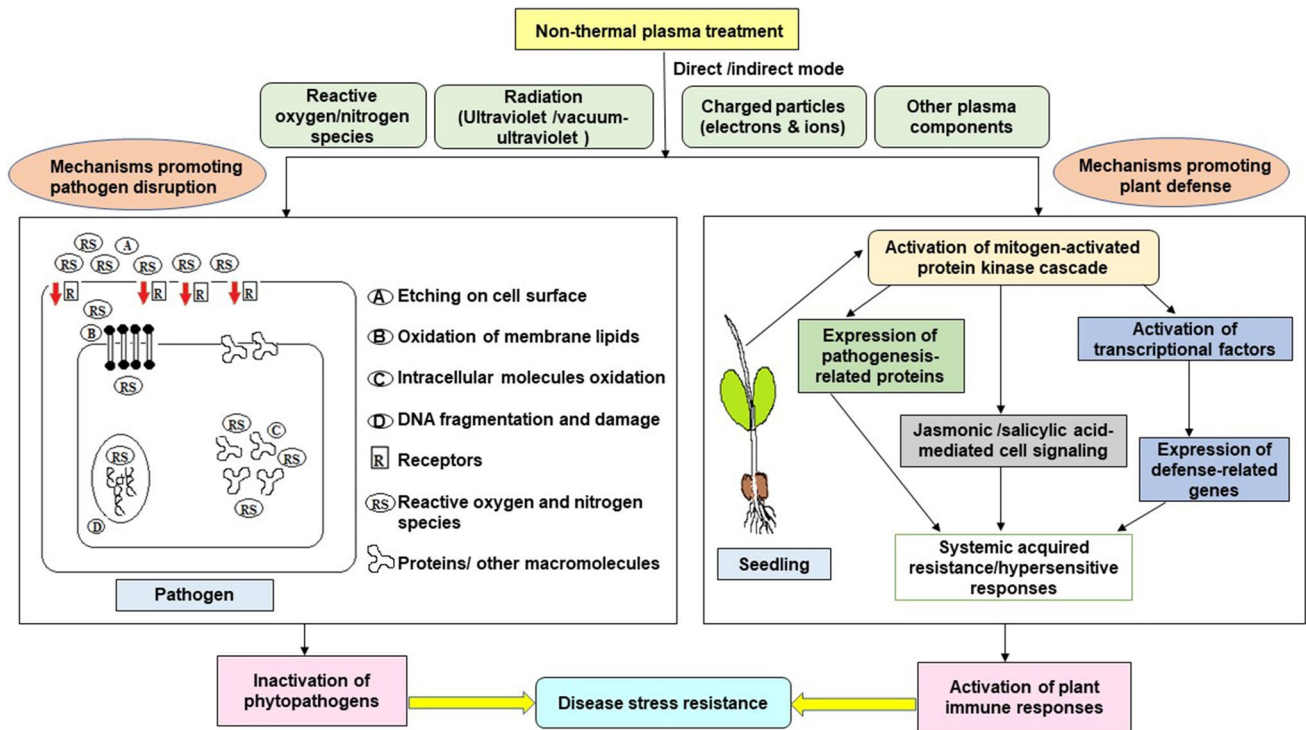 Non-thermal plasma treatment
Direct /indirect mode
Reactive
oxygen/nitrogen
species
Radiation
(Ultraviolet /vacuum-
ultraviolet )
Charged particles
(electrons & ions)
Other plasma
components
Mechanisms promoting
pathogen disruption
Mechanisms promoting
plant defense
RS
A
RS
RS
RS
RS
RS
RS
R
R
R
R
RS
B
RS
RS
C
RS
RS
RS
D
A Etching on cell surface
B Oxidation of membrane lipids
C Intracellular molecules oxidation
D DNA fragmentation and damage
R Receptors
RS Reactive oxygen and nitrogen
species
Proteins/ other macromolecules
Pathogen
Activation of mitogen-activated
protein kinase cascade
Expression of
pathogenesis-
related proteins
Activation of
transcriptional factors
Jasmonic /salicylic acid-
mediated cell signaling
Expression of
defense-related
genes
Seedling
Systemic acquired
resistance/hypersensitive
responses
Inactivation of
phytopathogens
Disease stress resistance
Activation of plant
immune responses